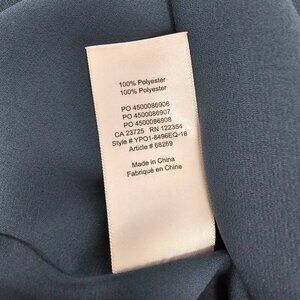 100% Polyester
100% Polyester
PO 4500086906
PO 4500086907
PO 4500086908
CA 23725 RN 122354
Style # YPO1-8496EQ-18
Article # 68269
Made in China
Fabriqué en Chine